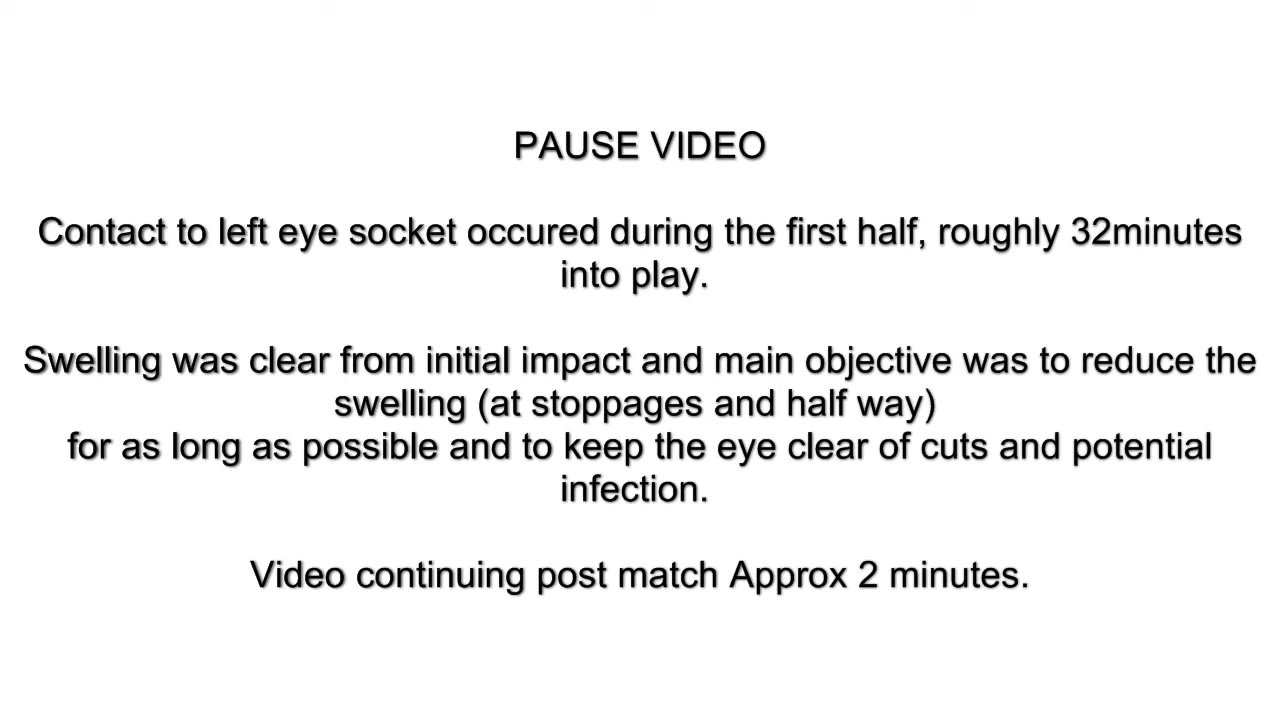 PAUSE VIDEO
Contact to left eye socket occured during the first half, roughly 32minutes
into play.
Swelling was clear from initial impact and main objective was to reduce the
swelling (at stoppages and half way)
for as long as possible and to keep the eye clear of cuts and potential
infection.
Video continuing post match Approx 2 minutes.